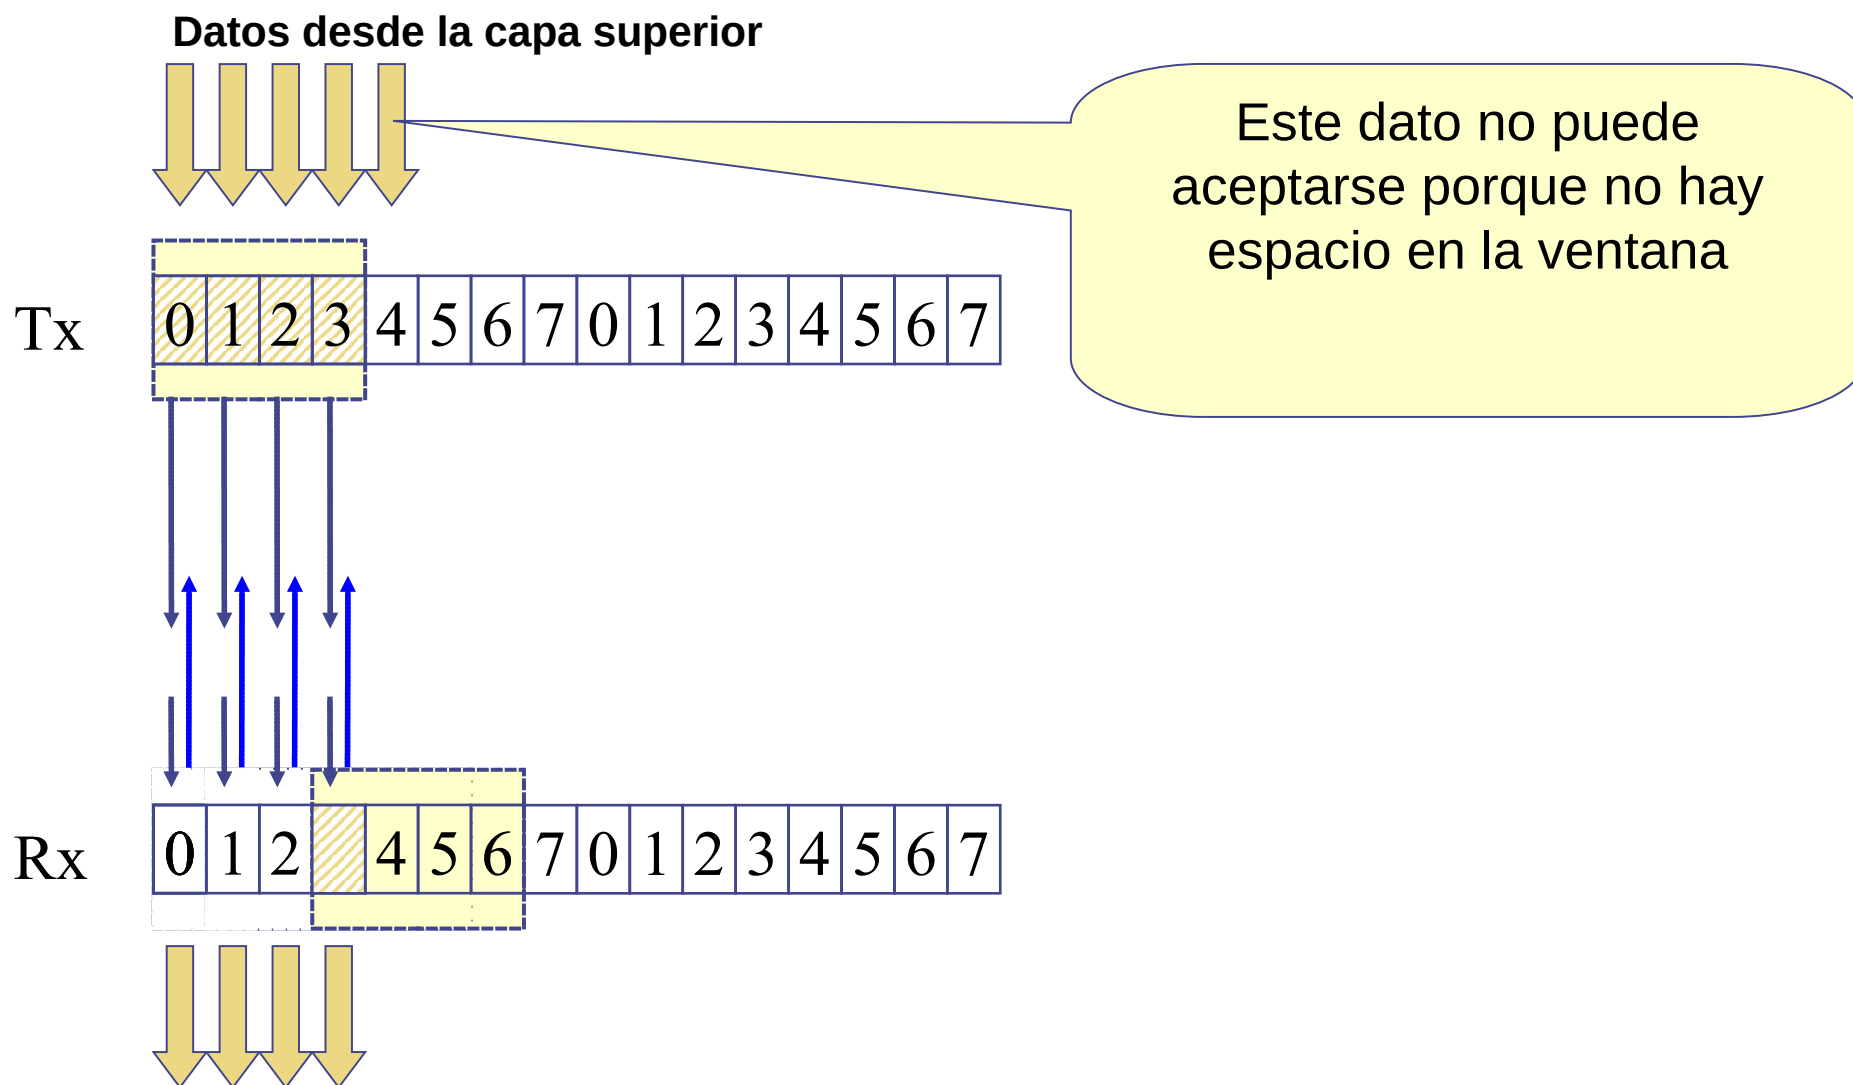 Datos desde la capa superior
Este dato no puede
aceptarse porque no hay
espacio en la ventana
Tx 0 1 2 3 4 5 6 7 0 1 2 3 4 5 6 7
Rx 0 1 2 4 5 6 7 0 1 2 3 4 5 6 7